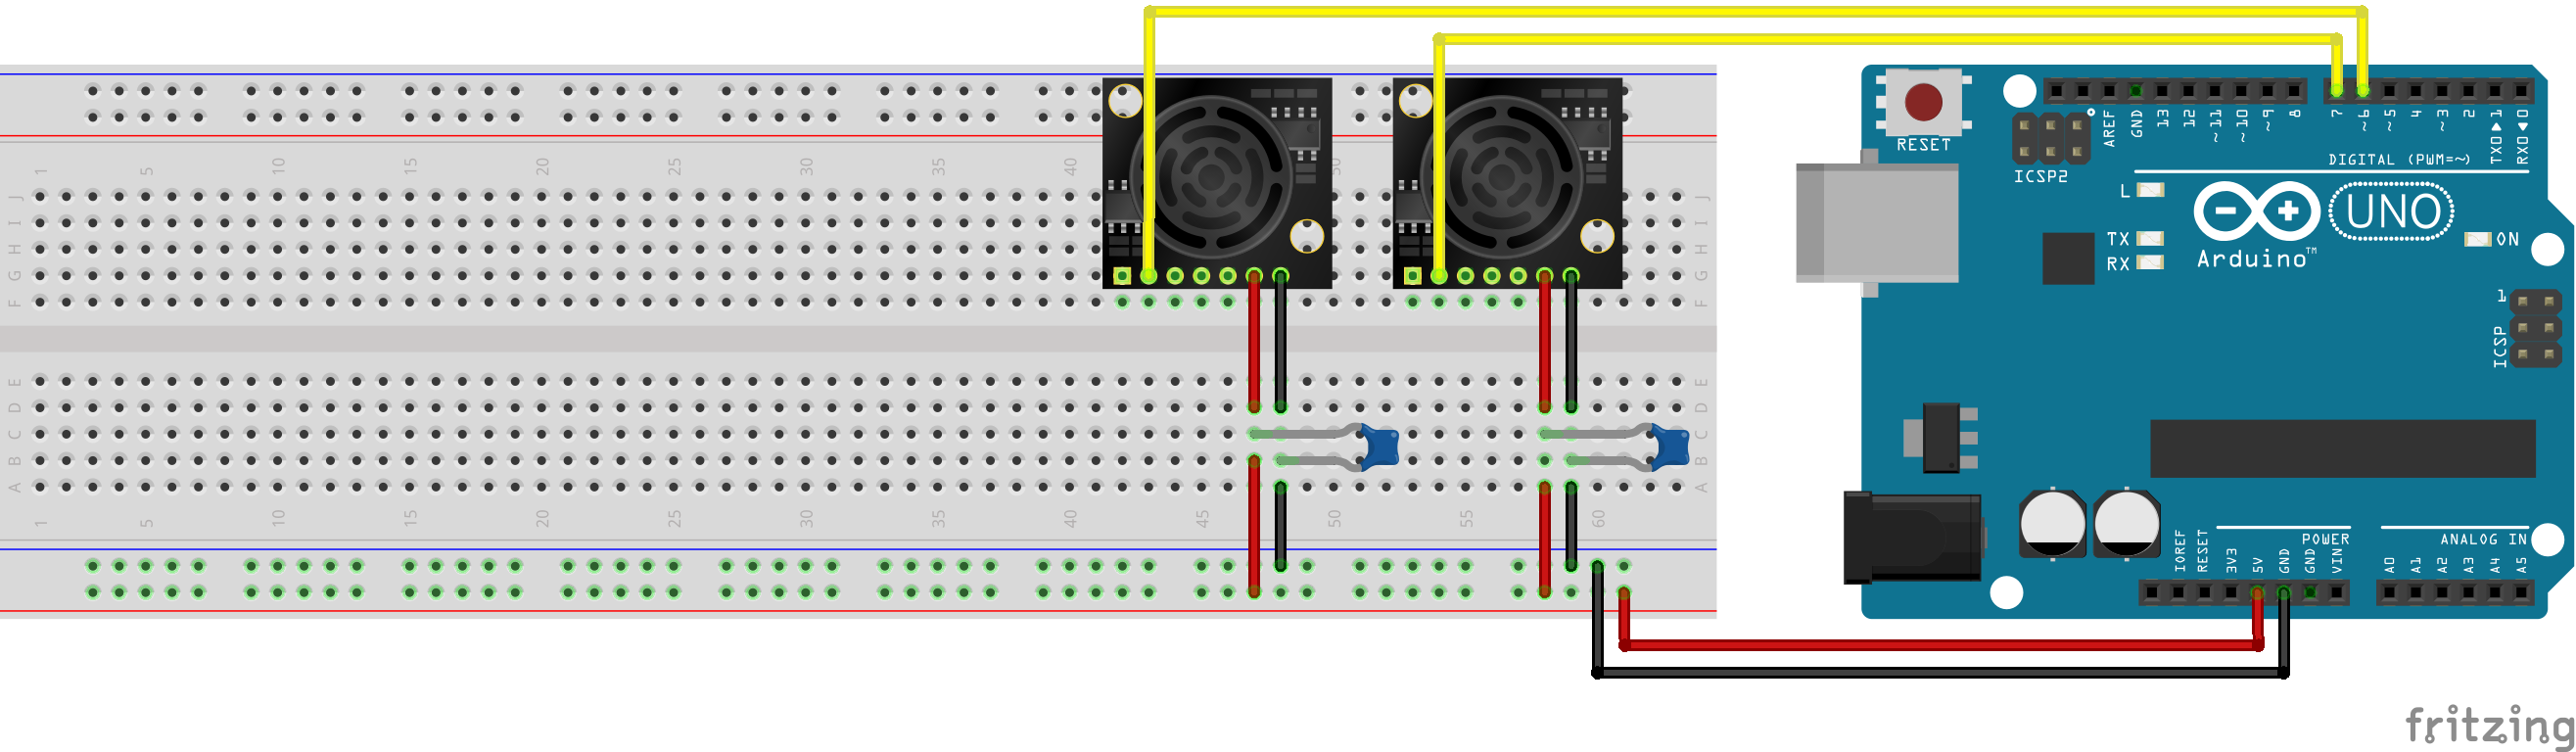 1 5 10 15 20 25 30 35 40 50
J
I
H
G
F
E
D
C
B
A
J
I
H
G
F
E
D
C
B
A
1 5 10 15 20 25 30 35 40 45 50 55 60
RESET
ICSP2
AREF
GND
13
12
~11
~10
~9
8
7
~6
~5
4
~3
2
TX0▶1
RX0◀0
DIGITAL (PWM=~)
L
TX
RX
UNO
Arduino™
ON
1
ICSP
POWER
ANALOG IN
IOREF
RESET
3V3
5V
GND
GND
VIN
A0
A1
A2
A3
A4
A5
fritzing